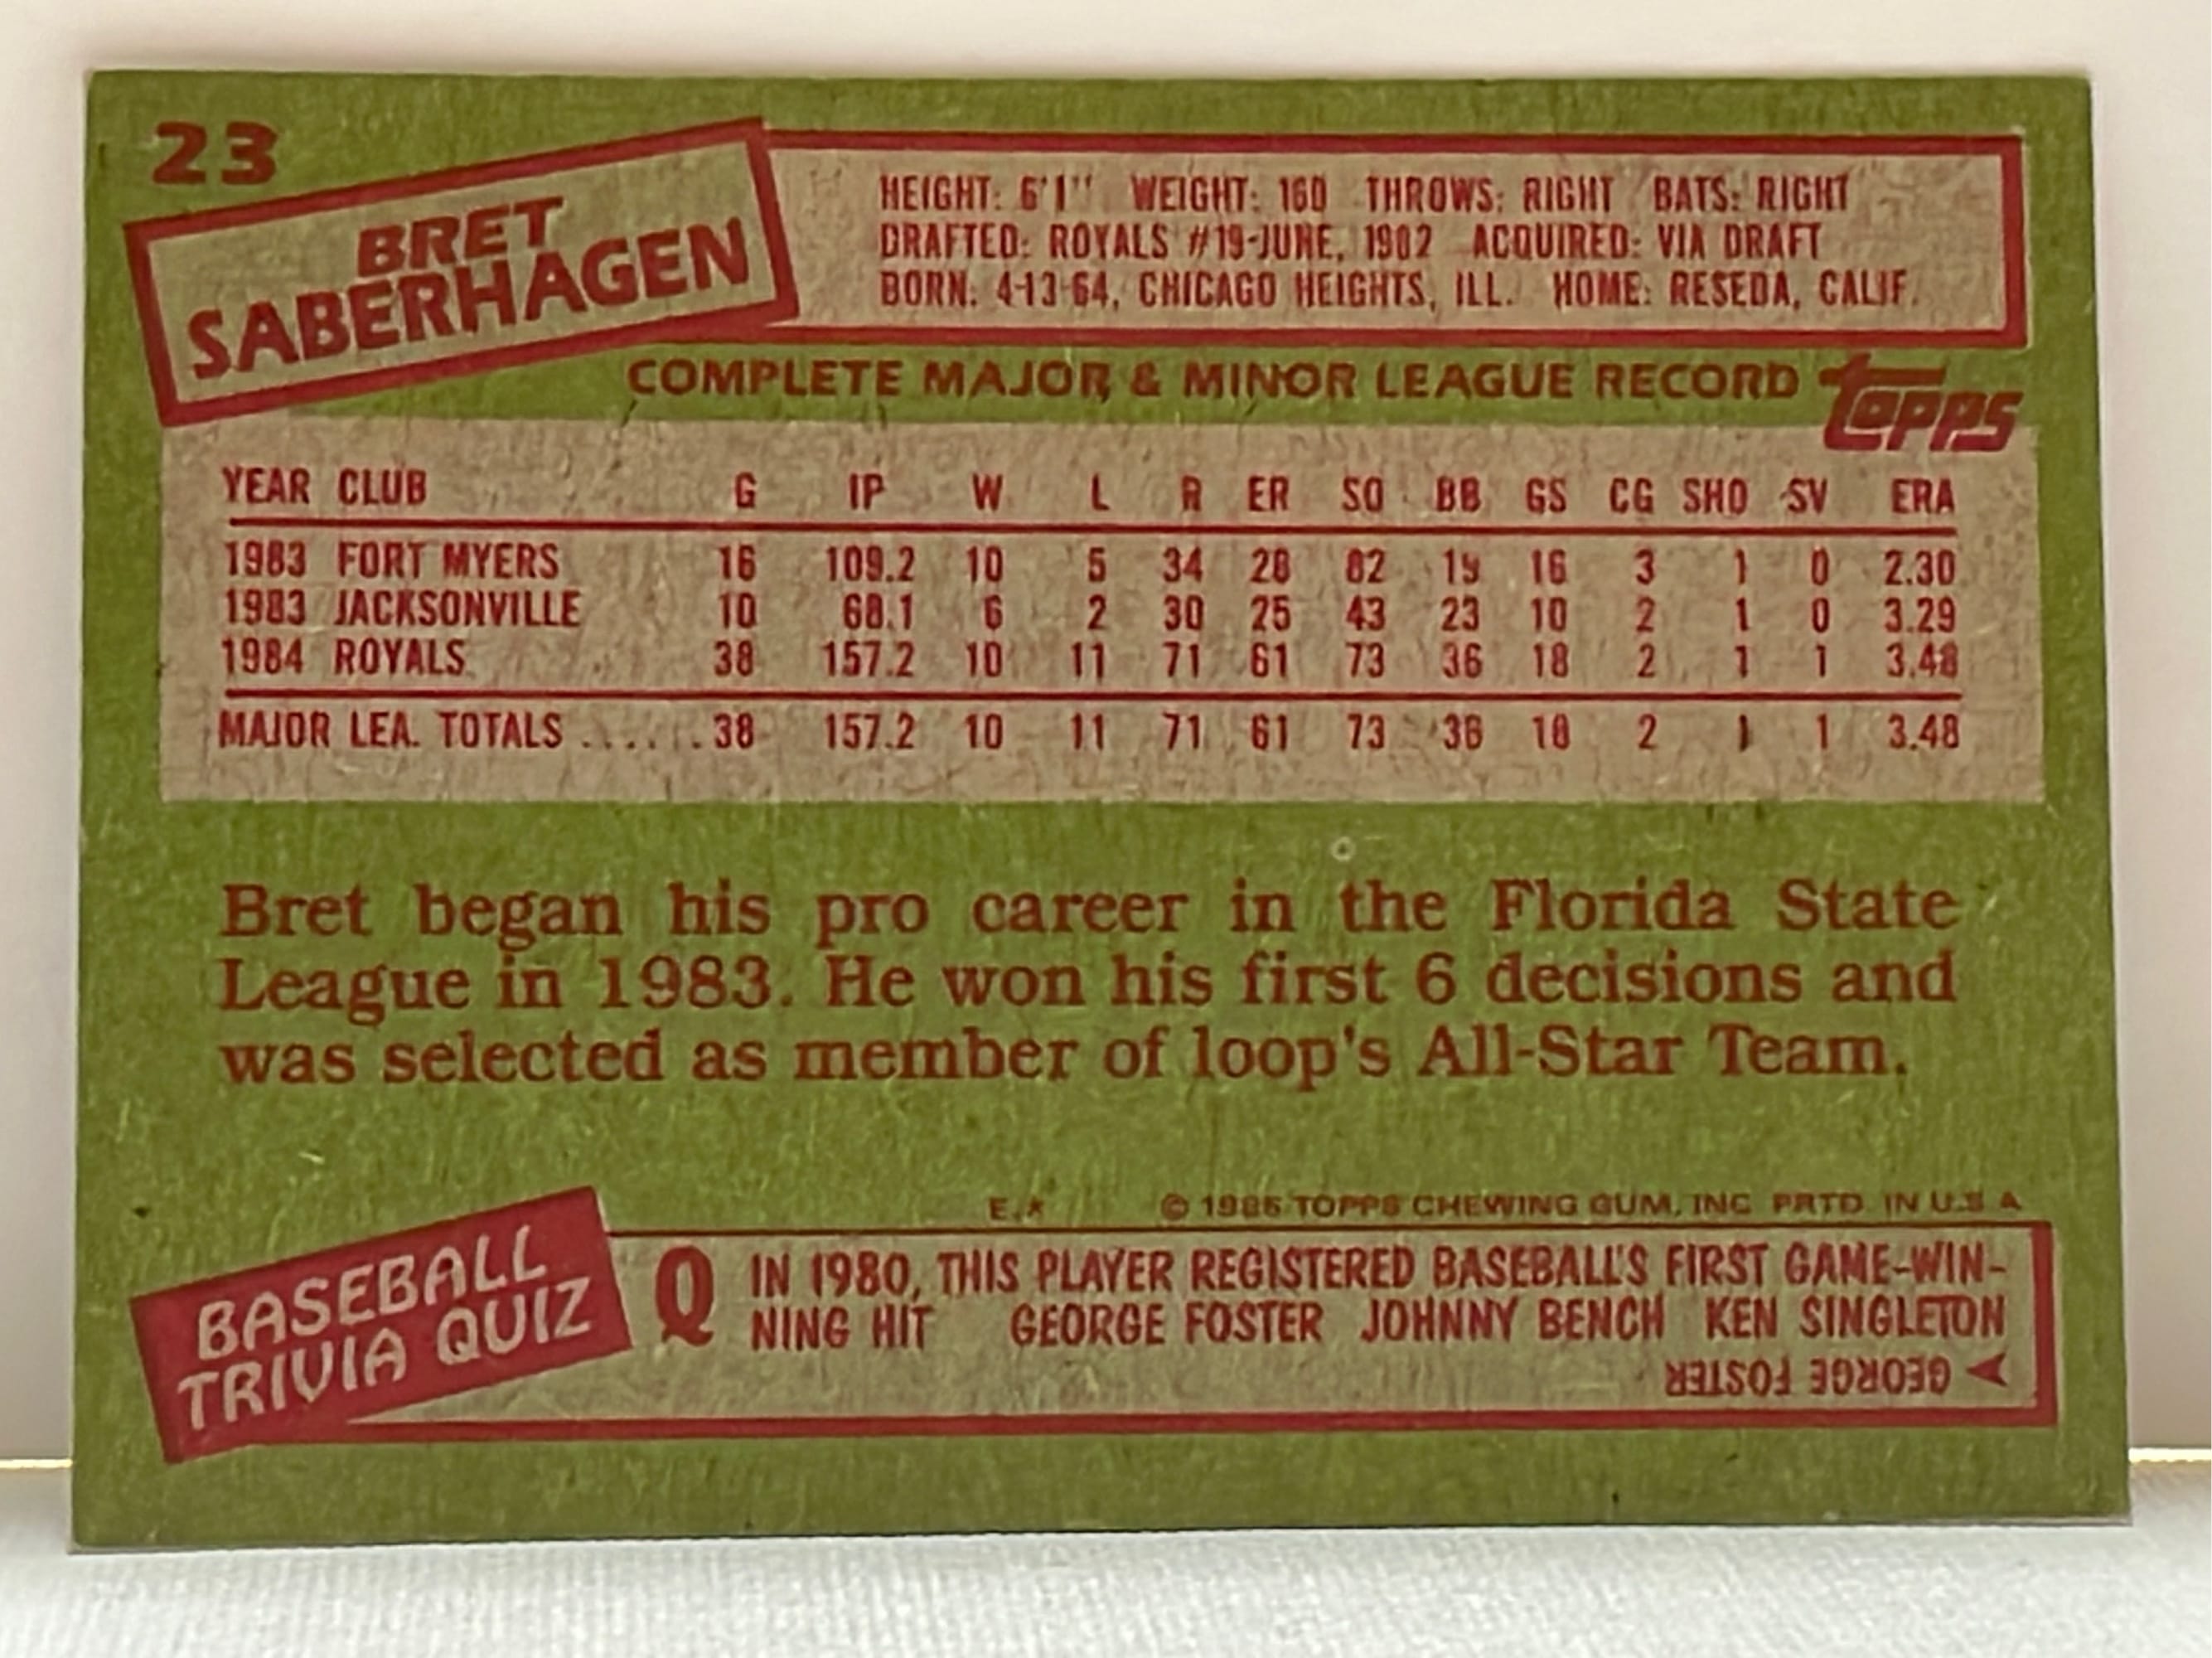 23
BRET
SABERHAGEN
HEIGHT: 6'1" WEIGHT: 160 THROWS: RIGHT BATS: RIGHT
DRAFTED: ROYALS #19-JUNE, 1982 ACQUIRED: VIA DRAFT
BORN: 4-13-64, CHICAGO HEIGHTS, ILL. HOME: RESEDA, CALIF.
COMPLETE MAJOR & MINOR LEAGUE RECORD
topps
YEAR CLUB G IP W L R ER SO BB GS CG SHO SV ERA
1983 FORT MYERS 16 109.2 10 5 34 28 82 19 16 3 1 0 2.30
1983 JACKSONVILLE 10 68.1 6 2 30 25 43 23 10 2 1 0 3.29
1984 ROYALS 38 157.2 10 11 71 61 73 36 18 2 1 1 3.48
MAJOR LEA. TOTALS ...... 38 157.2 10 11 71 61 73 36 18 2 1 1 3.48
Bret began his pro career in the Florida State
League in 1983. He won his first 6 decisions and
was selected as member of loop's All-Star Team.
E.* © 1985 TOPPS CHEWING GUM, INC. PRTD. IN U.S.A.
BASEBALL
TRIVIA QUIZ
Q IN 1980, THIS PLAYER REGISTERED BASEBALL'S FIRST GAME-WIN-
NING HIT GEORGE FOSTER JOHNNY BENCH KEN SINGLETON
GEORGE FOSTER